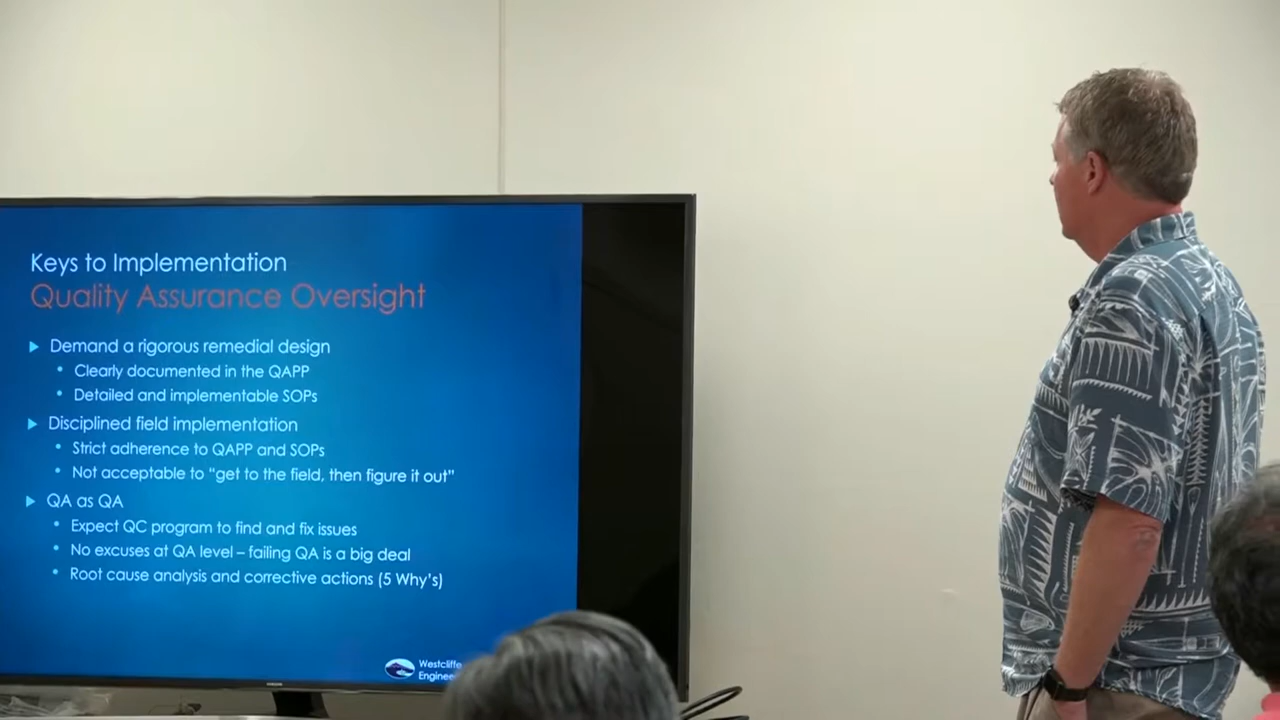 Keys to Implementation
Quality Assurance Oversight
Demand a rigorous remedial design
Clearly documented in the QAPP
Detailed and implementable SOPs
Disciplined field implementation
Strict adherence to QAPP and SOPs
Not acceptable to “get to the field, then figure it out”
QA as QA
Expect QC program to find and fix issues
No excuses at QA level – failing QA is a big deal
Root cause analysis and corrective actions (5 Why's)
Westcliffe